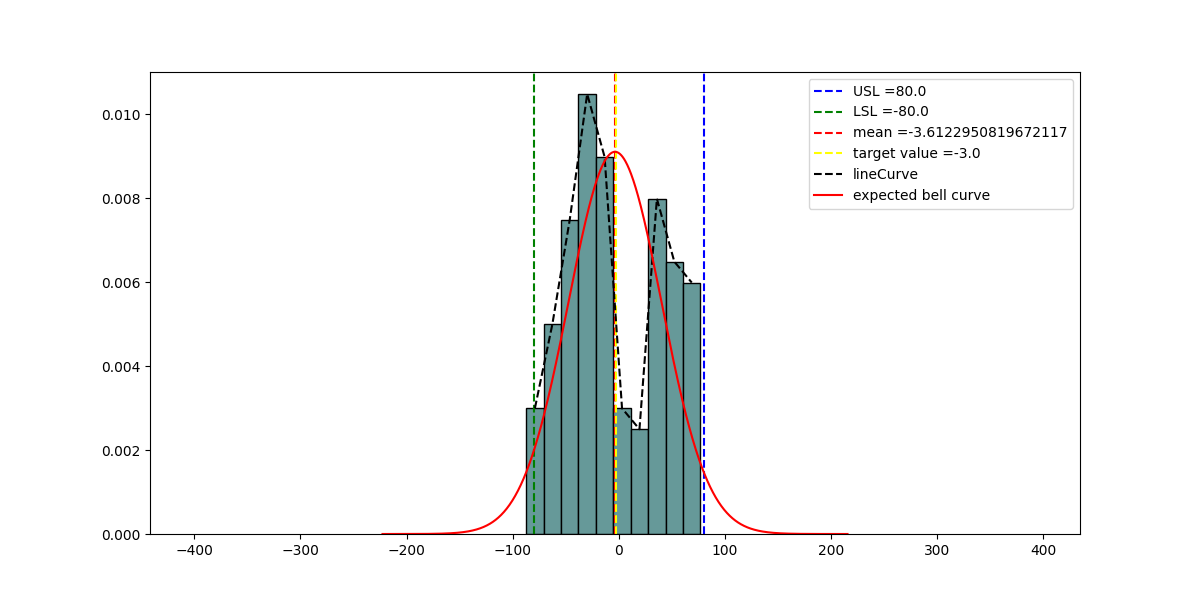 USL =80.0
LSL =-80.0
mean =-3.6122950819672117
target value =-3.0
lineCurve
expected bell curve
0.010
0.008
0.006
0.004
0.002
0.000
−400 −300 −200 −100 0 100 200 300 400